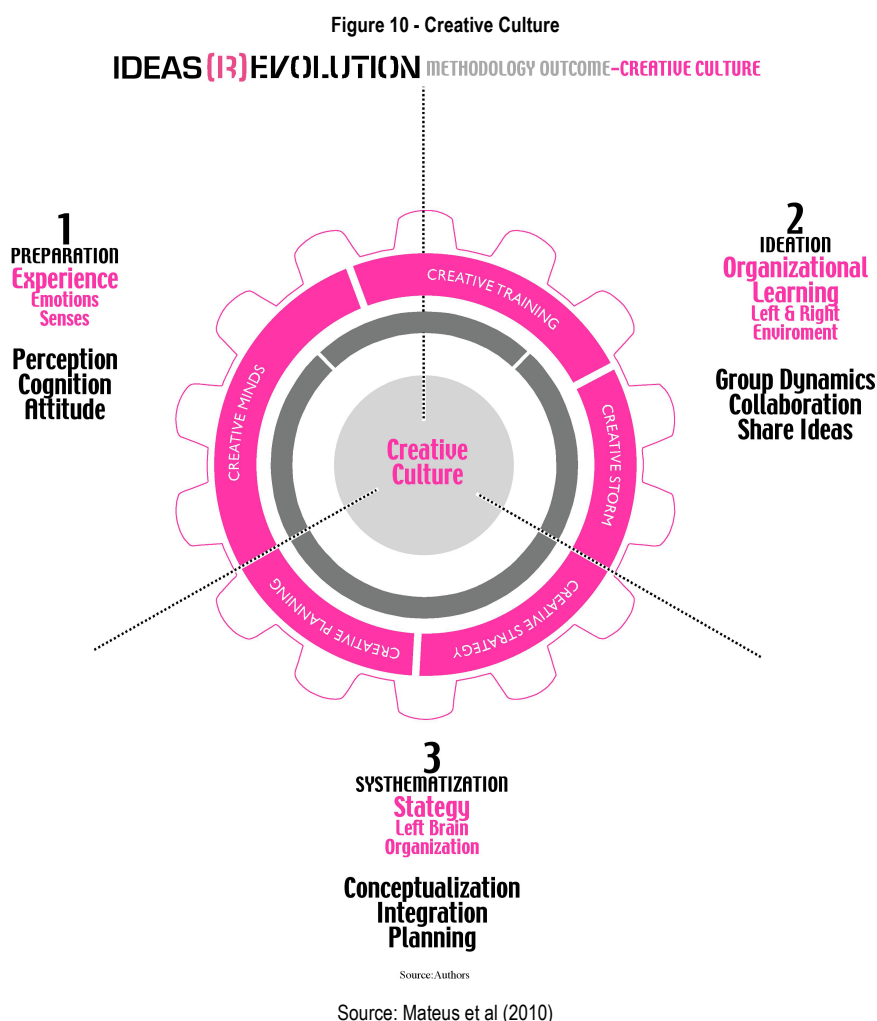 Figure 10 - Creative Culture
IDEAS(R)EVOLUTION METHODOLOGY OUTCOME-CREATIVE CULTURE
1
PREPARATION
Experience
Emotions
Senses
Perception
Cognition
Attitude
2
IDEATION
Organizational
Learning
Left & Right
Enviroment
Group Dynamics
Collaboration
Share Ideas
CREATIVE MINDS
CREATIVE TRAINING
CREATIVE STORM
CREATIVE STRATEGY
CREATIVE PLANNING
Creative
Culture
3
SYSTHEMATIZATION
Stategy
Left Brain
Organization
Conceptualization
Integration
Planning
Source:Authors
Source: Mateus et al (2010)